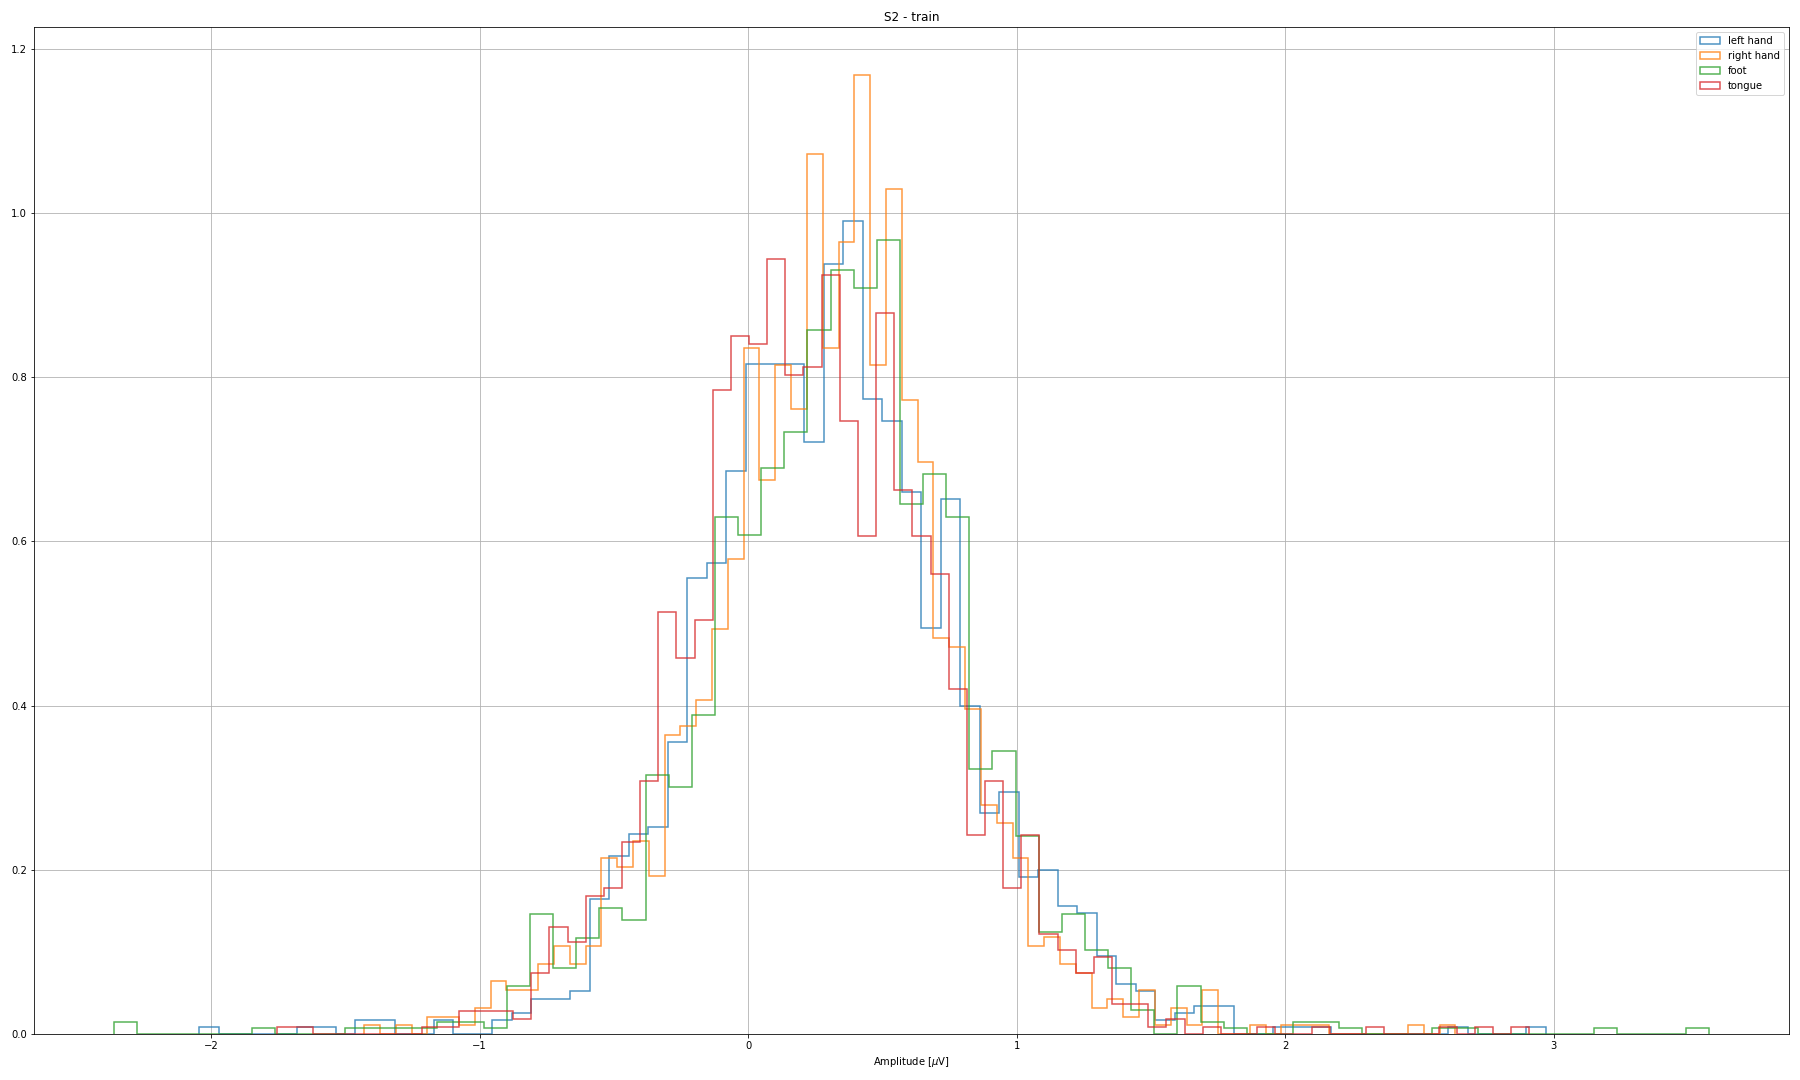 S2 - train
left hand
right hand
foot
tongue
1.2
1.0
0.8
0.6
0.4
0.2
0.0
−2 −1 0 1 2 3
Amplitude [μV]